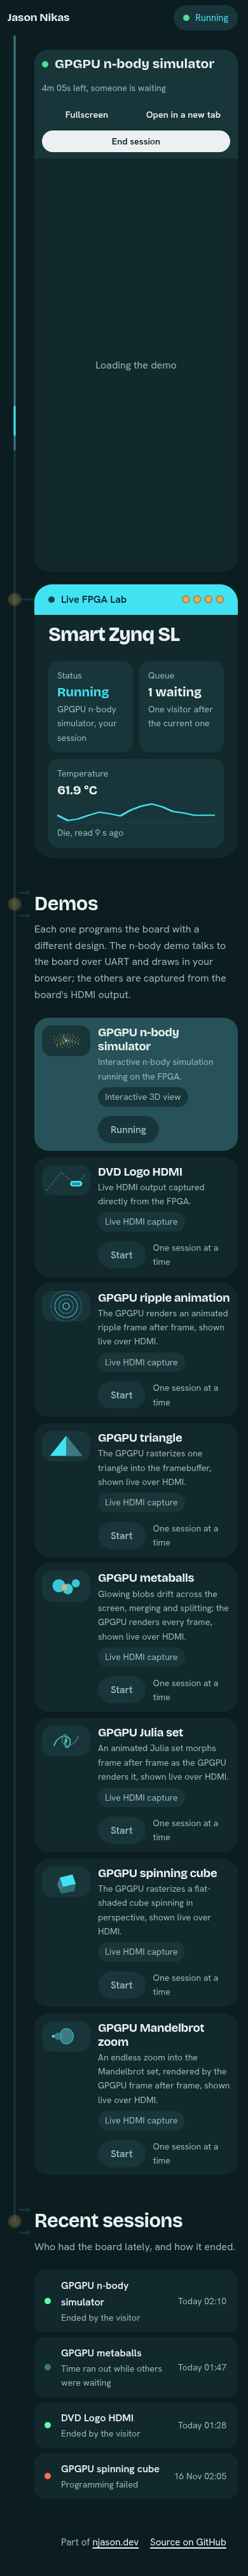 Jason Nikas
Running
GPGPU n-body simulator
4m 05s left, someone is waiting
Fullscreen
Open in a new tab
End session
Loading the demo
Live FPGA Lab
Smart Zynq SL
Status
Running
GPGPU n-body
simulator, your
session
Queue
1 waiting
One visitor after
the current one
Temperature
61.9 °C
Die, read 9 s ago
Demos
Each one programs the board with a
different design. The n-body demo talks to
the board over UART and draws in your
browser; the others are captured from the
board's HDMI output.
GPGPU n-body
simulator
Interactive n-body simulation
running on the FPGA.
Interactive 3D view
Running
DVD Logo HDMI
Live HDMI output captured
directly from the FPGA.
Live HDMI capture
Start
One session at a
time
GPGPU ripple animation
The GPGPU renders an animated
ripple frame after frame, shown
live over HDMI.
Live HDMI capture
Start
One session at a
time
GPGPU triangle
The GPGPU rasterizes one
triangle into the framebuffer,
shown live over HDMI.
Live HDMI capture
Start
One session at a
time
GPGPU metaballs
Glowing blobs drift across the
screen, merging and splitting; the
GPGPU renders every frame,
shown live over HDMI.
Live HDMI capture
Start
One session at a
time
GPGPU Julia set
An animated Julia set morphs
frame after frame as the GPGPU
renders it, shown live over HDMI.
Live HDMI capture
Start
One session at a
time
GPGPU spinning cube
The GPGPU rasterizes a flat-
shaded cube spinning in
perspective, shown live over
HDMI.
Live HDMI capture
Start
One session at a
time
GPGPU Mandelbrot
zoom
An endless zoom into the
Mandelbrot set, rendered by the
GPGPU frame after frame, shown
live over HDMI.
Live HDMI capture
Start
One session at a
time
Recent sessions
Who had the board lately, and how it ended.
GPGPU n-body
simulator
Ended by the visitor
Today 02:10
GPGPU metaballs
Time ran out while others
were waiting
Today 01:47
DVD Logo HDMI
Ended by the visitor
Today 01:28
GPGPU spinning cube
Programming failed
16 Nov 02:05
Part of njason.dev
Source on GitHub